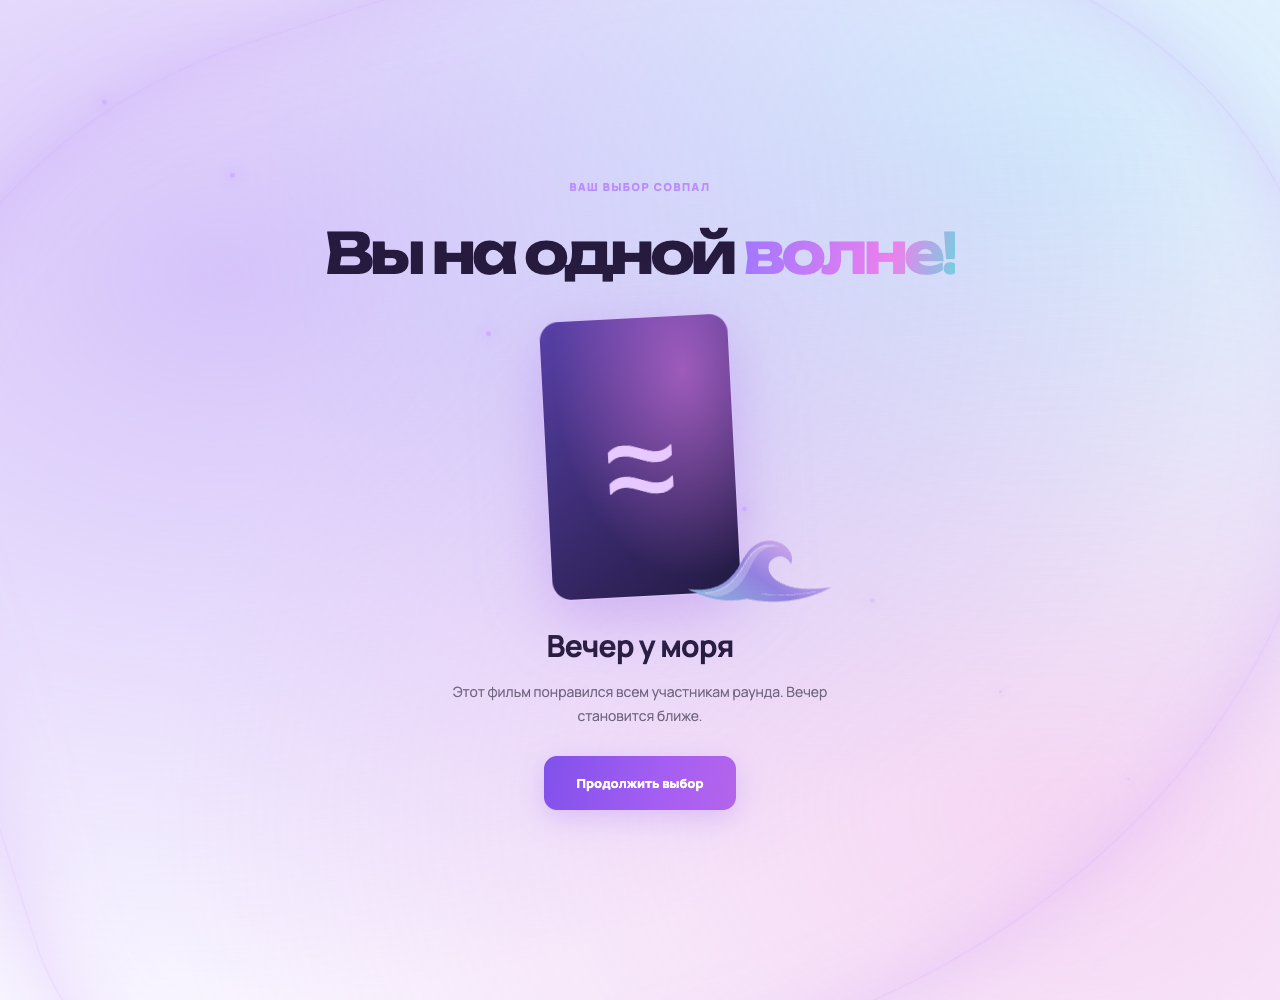 ВАШ ВЫБОР СОВПАЛ
Вы на одной волне!
≈
Вечер у моря
Этот фильм понравился всем участникам раунда. Вечер
становится ближе.
Продолжить выбор